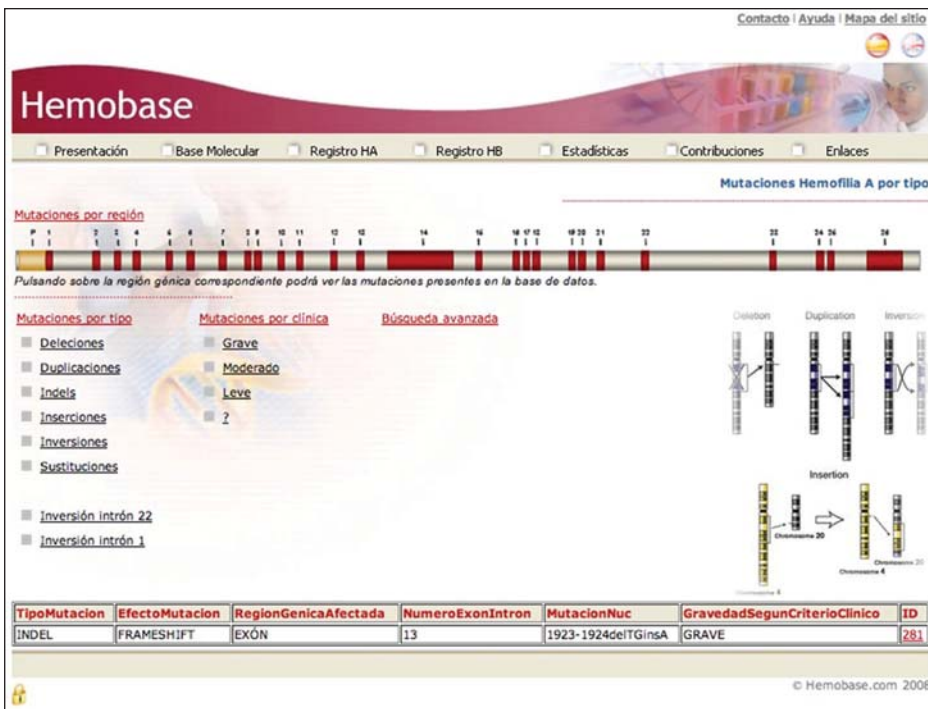 Contacto | Ayuda | Mapa del sitio
Hemobase
Presentación Base Molecular Registro HA Registro HB Estadísticas Contribuciones Enlaces
Mutaciones Hemofilia A por tipo
Mutaciones por región
P 1 2 3 4 5 6 7 8 9 10 11 12 13 14 15 16 17 18 19 20 21 22 23 24 25 26
Pulsando sobre la región génica correspondiente podrá ver las mutaciones presentes en la base de datos.
Mutaciones por tipo Mutaciones por clínica Búsqueda avanzada
Deleciones Grave
Duplicaciones Moderado
Indels Leve
Inserciones ?
Inversiones
Sustituciones
Inversión intrón 22
Inversión intrón 1
Deletion Duplication Inversion
Insertion
Chromosome 20
Chromosome 20
Chromosome 4
Chromosome 4
TipoMutacion EfectoMutacion RegionGenicaAfectada NumeroExonIntron MutacionNuc GravedadSegunCriterioClinico ID
INDEL FRAMESHIFT EXÓN 13 1923-1924delTGinsA GRAVE 281
© Hemobase.com 2008